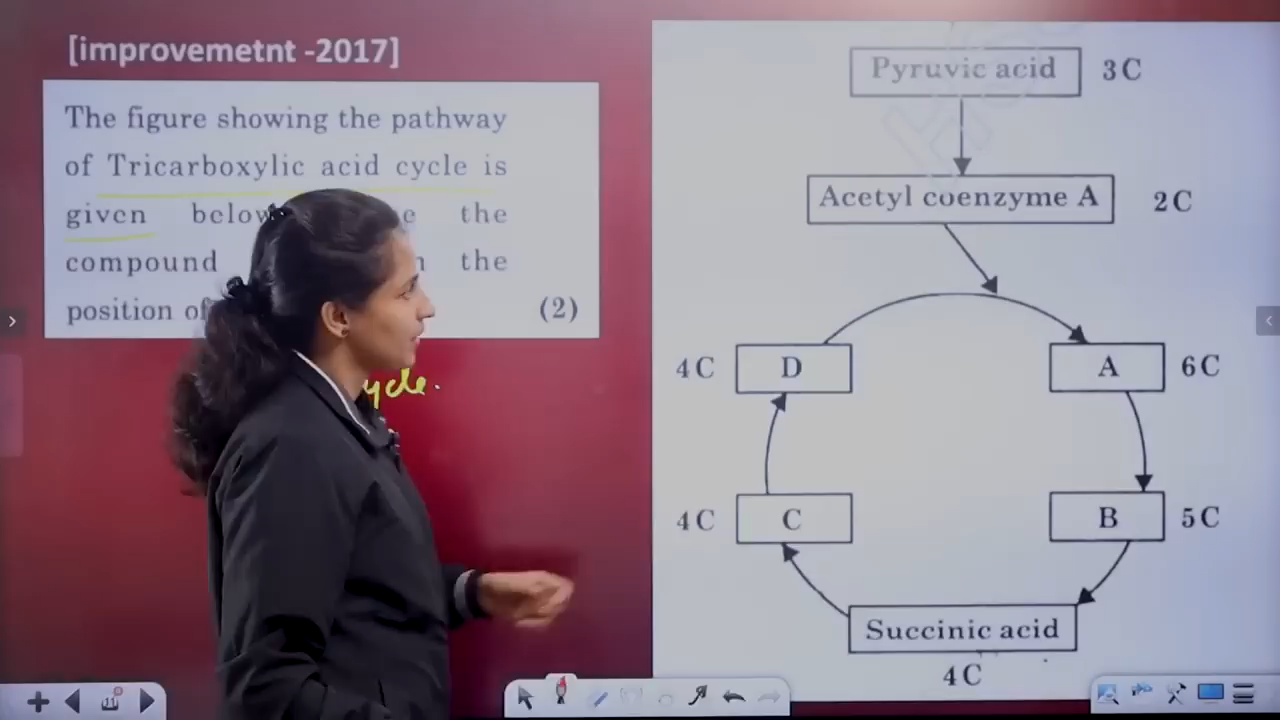 [improvemetnt -2017]
The figure showing the pathway
of Tricarboxylic acid cycle is
given below the
compound the
position of (2)
ycle.
Pyruvic acid 3C
Acetyl coenzyme A 2C
4C D A 6C
4C C B 5C
Succinic acid
4C
11